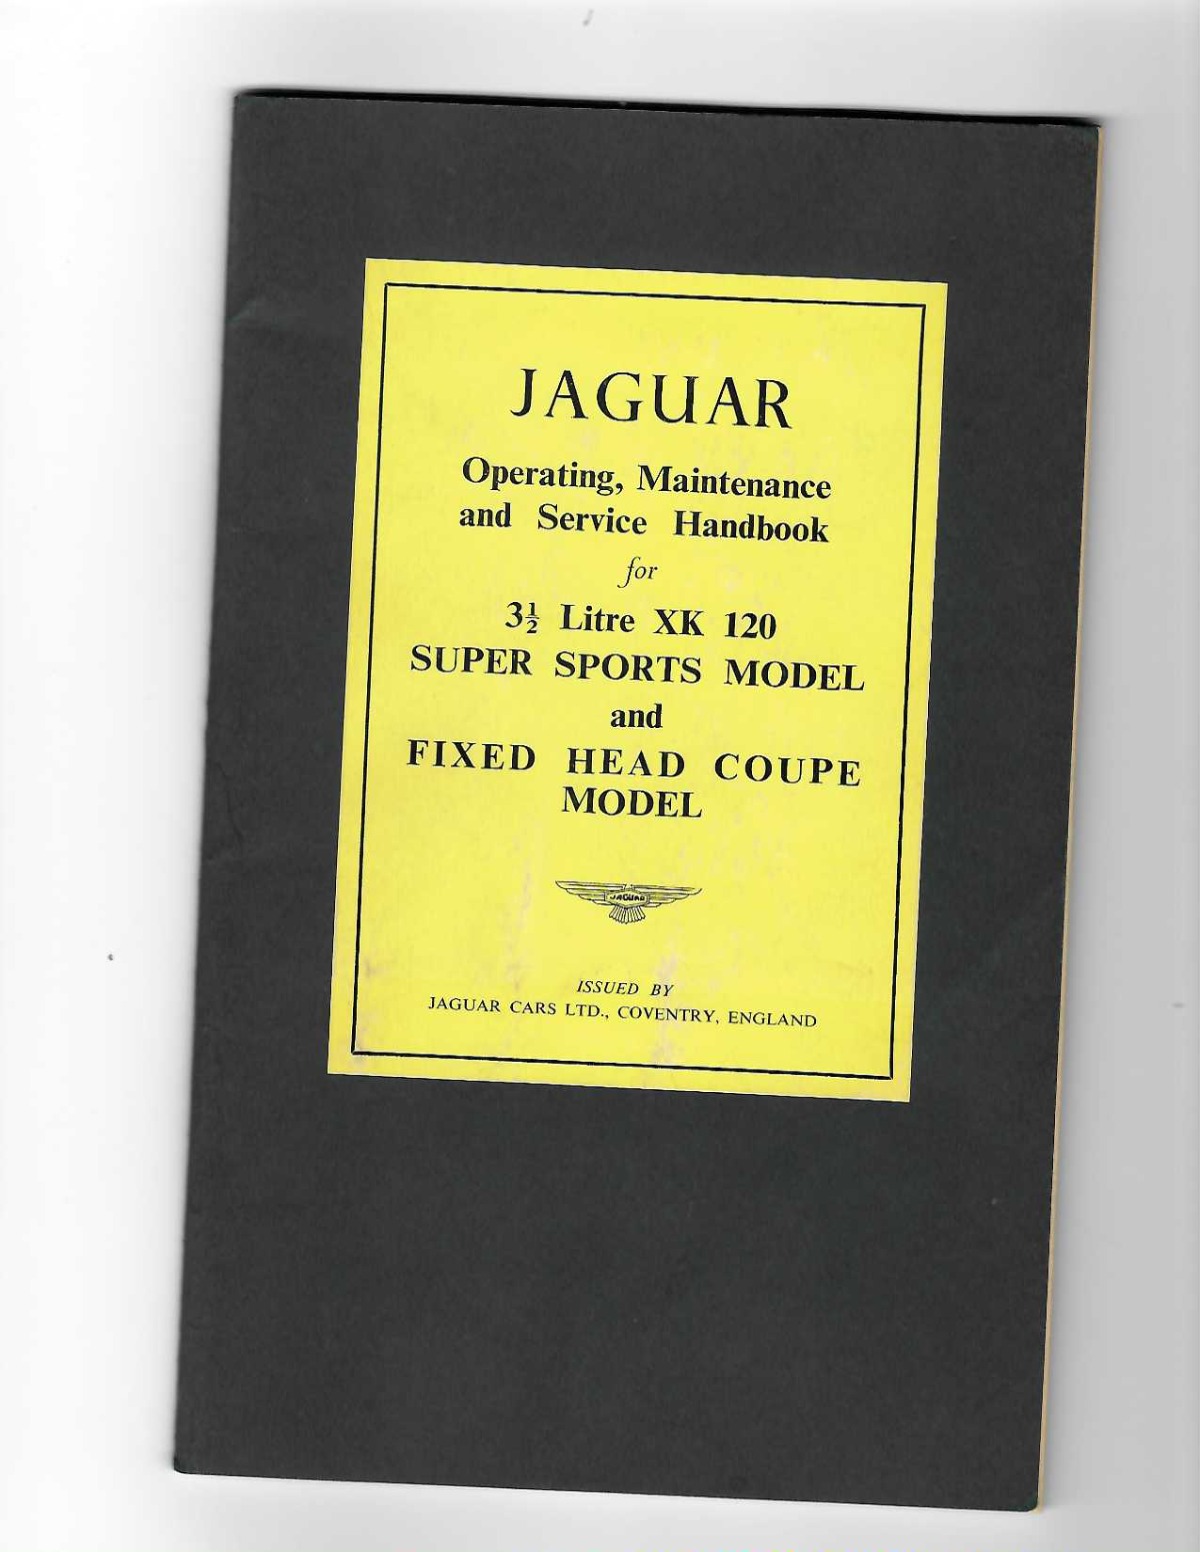 JAGUAR
Operating, Maintenance
and Service Handbook
for
3½ Litre XK 120
SUPER SPORTS MODEL
and
FIXED HEAD COUPE
MODEL
JAGUAR
ISSUED BY
JAGUAR CARS LTD., COVENTRY, ENGLAND